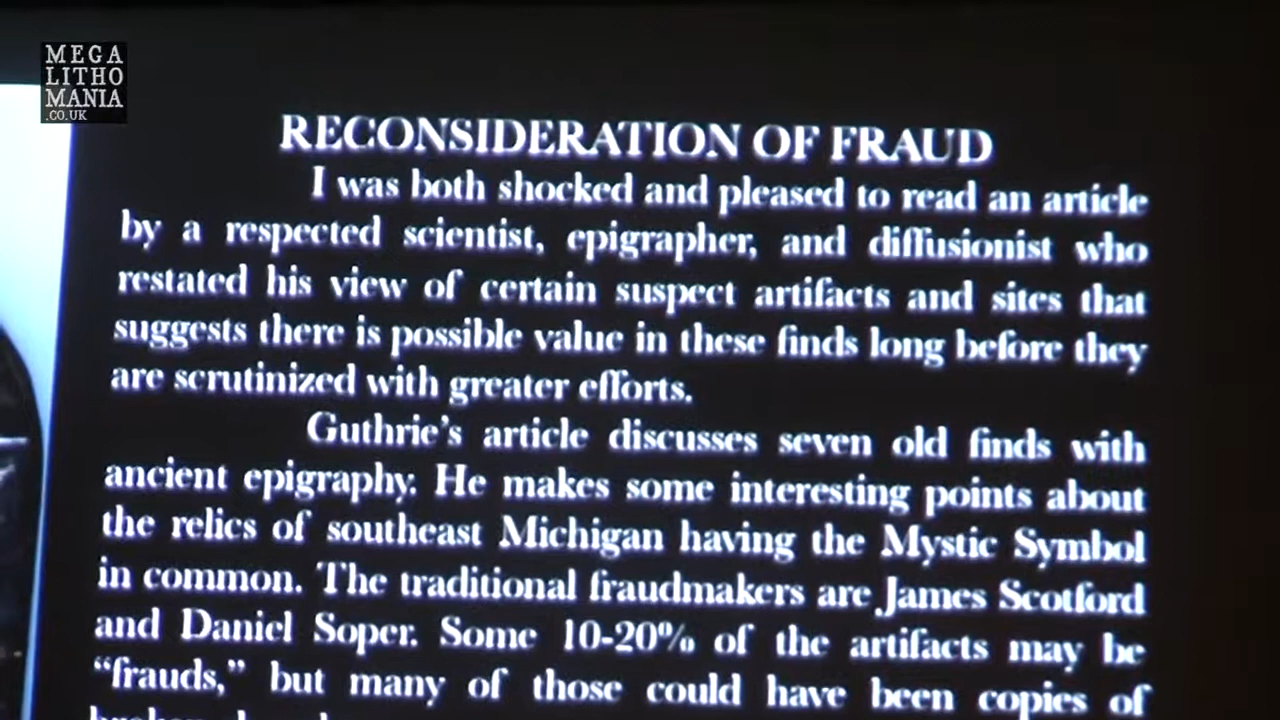 MEGA
LITHO
MANIA
.CO.UK
RECONSIDERATION OF FRAUD
I was both shocked and pleased to read an article
by a respected scientist, epigrapher, and diffusionist who
restated his view of certain suspect artifacts and sites that
suggests there is possible value in these finds long before they
are scrutinized with greater efforts.
Guthrie's article discusses seven old finds with
ancient epigraphy. He makes some interesting points about
the relics of southeast Michigan having the Mystic Symbol
in common. The traditional fraudmakers are James Scotford
and Daniel Soper. Some 10-20% of the artifacts may be
“frauds,” but many of those could have been copies of